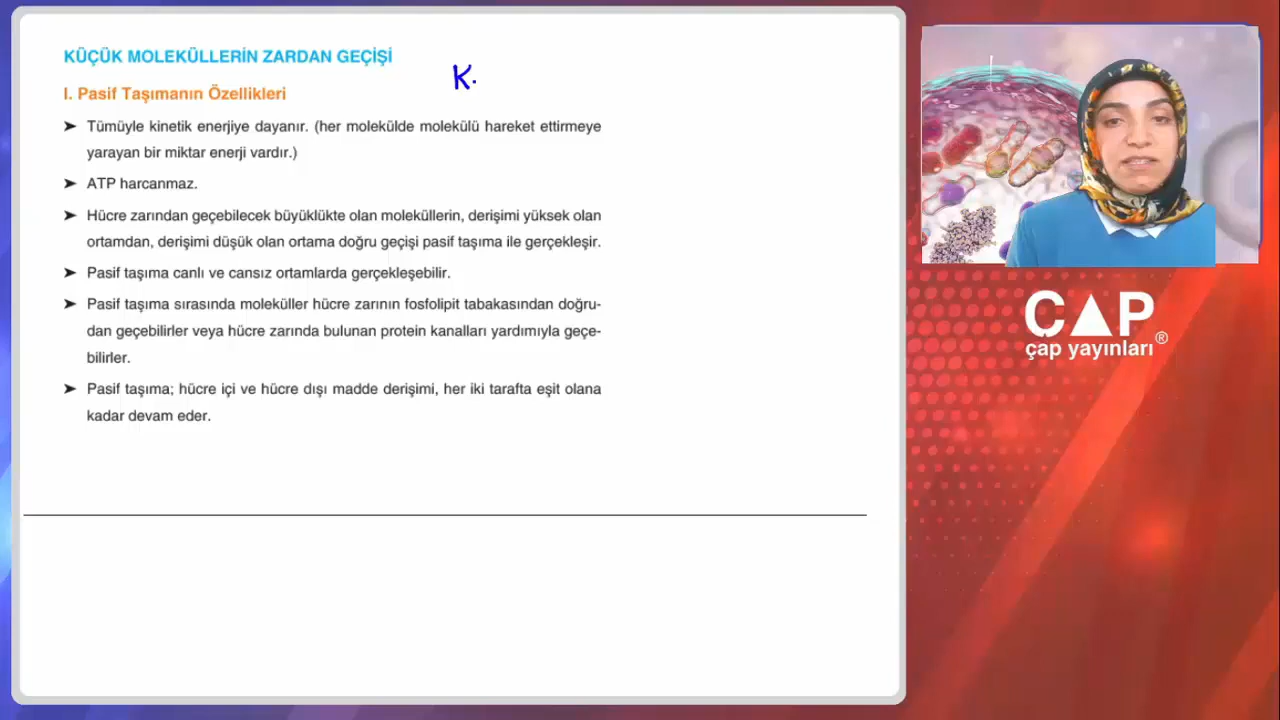 KÜÇÜK MOLEKÜLLERİN ZARDAN GEÇİŞİ
K.
I. Pasif Taşımanın Özellikleri
➤ Tümüyle kinetik enerjiye dayanır. (her molekülde molekülü hareket ettirmeye
yarayan bir miktar enerji vardır.)
➤ ATP harcanmaz.
➤ Hücre zarından geçebilecek büyüklükte olan moleküllerin, derişimi yüksek olan
ortamdan, derişimi düşük olan ortama doğru geçişi pasif taşıma ile gerçekleşir.
➤ Pasif taşıma canlı ve cansız ortamlarda gerçekleşebilir.
➤ Pasif taşıma sırasında moleküller hücre zarının fosfolipit tabakasından doğru-
dan geçebilirler veya hücre zarında bulunan protein kanalları yardımıyla geçe-
bilirler.
➤ Pasif taşıma; hücre içi ve hücre dışı madde derişimi, her iki tarafta eşit olana
kadar devam eder.
ÇAP
çap yayınları®